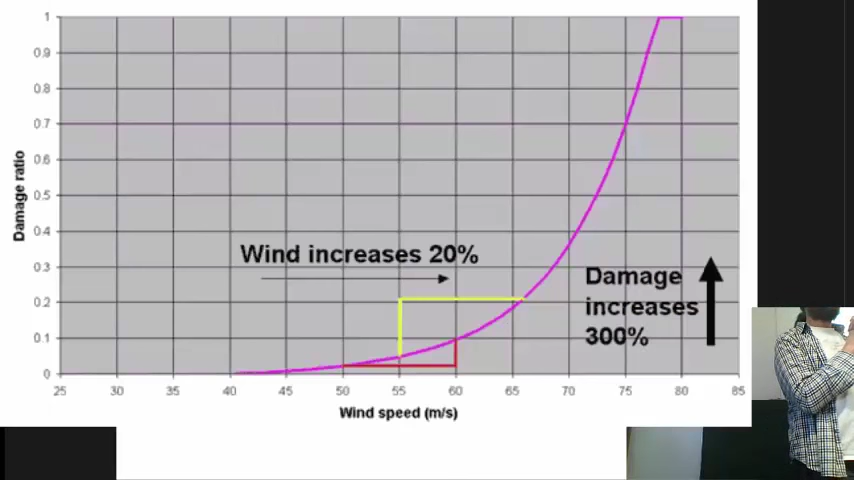 1
0.9
0.8
0.7
0.6
0.5
0.4
0.3
0.2
0.1
0
Damage ratio
Wind increases 20%
Damage
increases
300%
25 30 35 40 45 50 55 60 65 70 75 80 85
Wind speed (m/s)